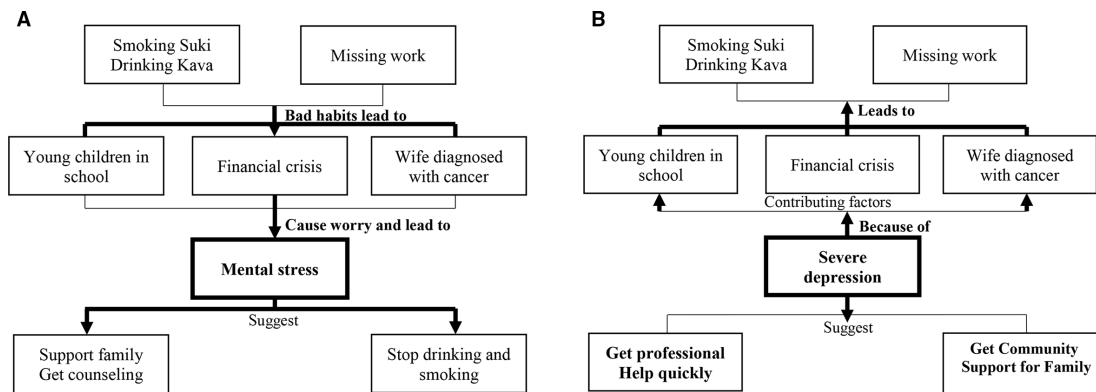 A
Smoking Suki
Drinking Kava
Missing work
Bad habits lead to
Young children in
school
Financial crisis
Wife diagnosed
with cancer
Cause worry and lead to
Mental stress
Suggest
Support family
Get counseling
Stop drinking and
smoking
B
Smoking Suki
Drinking Kava
Missing work
Leads to
Young children in
school
Financial crisis
Wife diagnosed
with cancer
Contributing factors
Because of
Severe
depression
Suggest
Get professional
Help quickly
Get Community
Support for Family